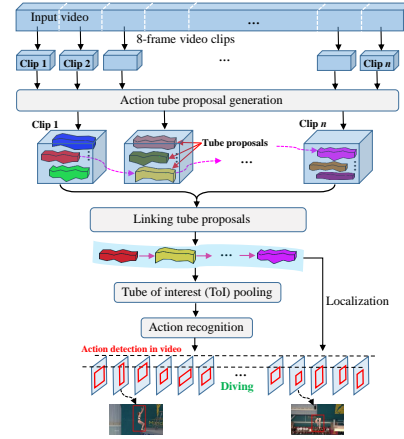 Input video
...
8-frame video clips
Clip 1
Clip 2
...
Clip n
Action tube proposal generation
Clip 1
Clip n
Tube proposals
...
Linking tube proposals
...
Tube of interest (ToI) pooling
Localization
Action recognition
Action detection in video
...
Diving